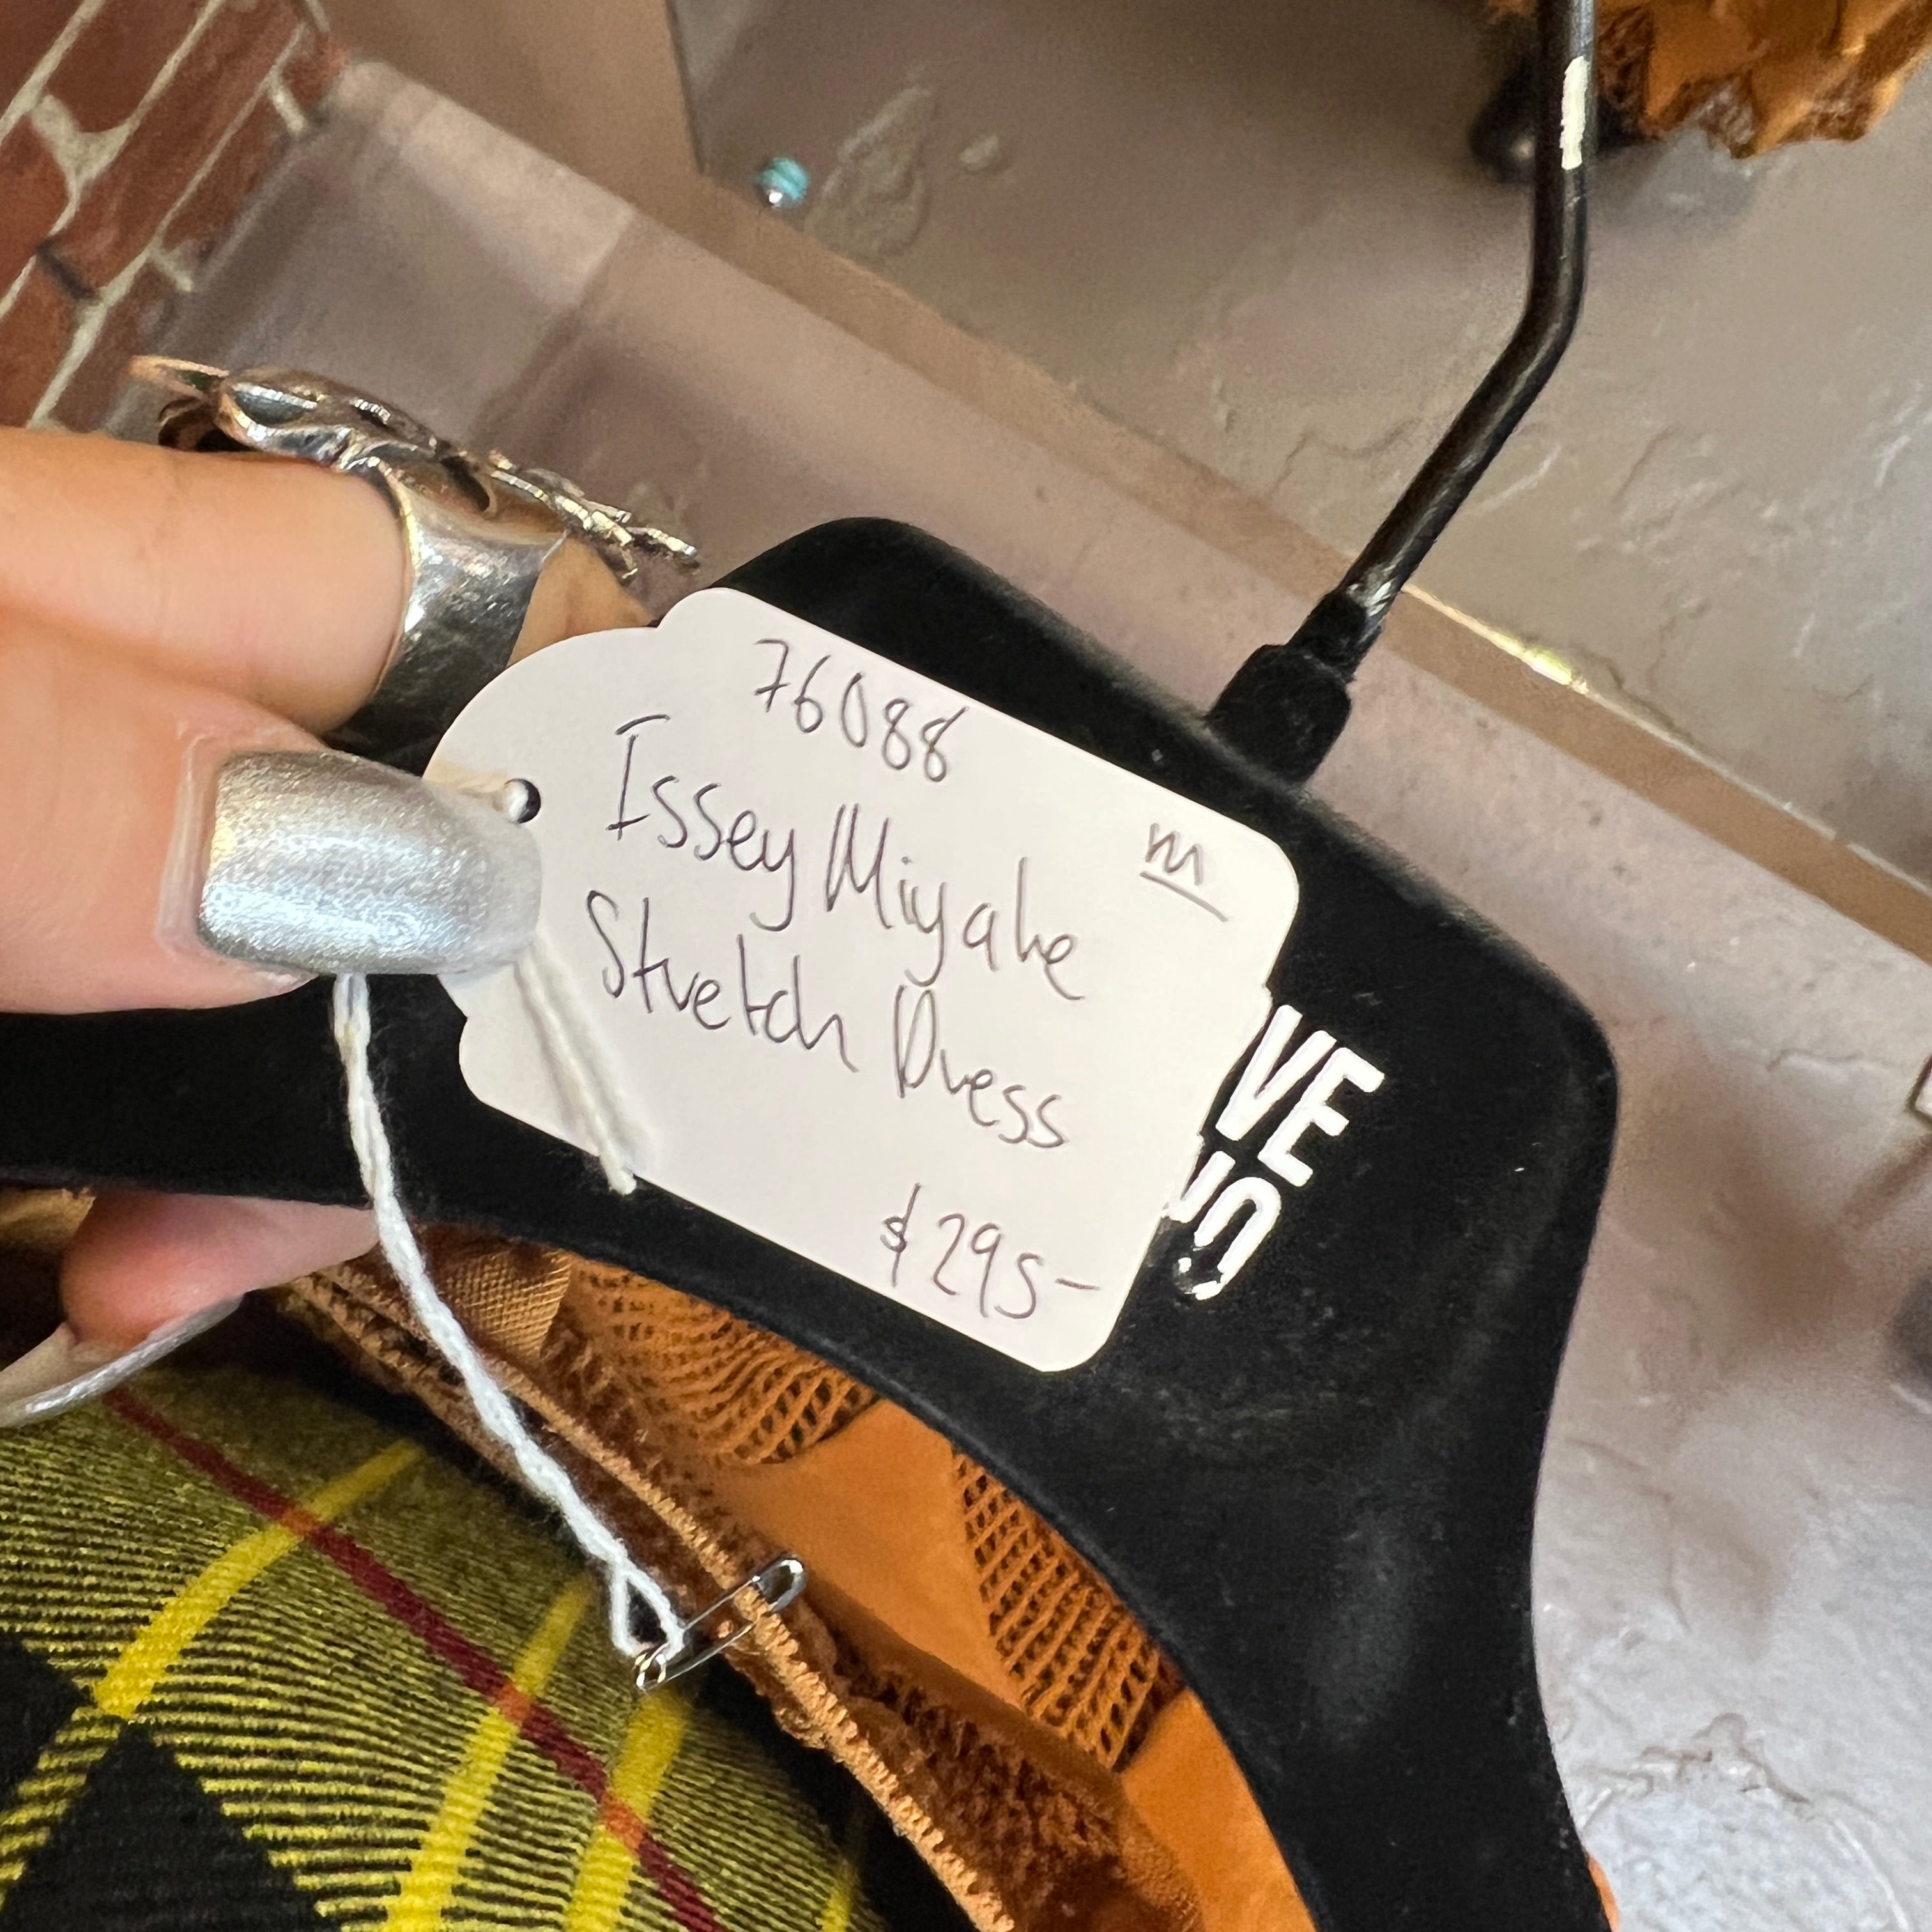 76088
M
Issey Miyake
Stretch Dress
$295-
VE